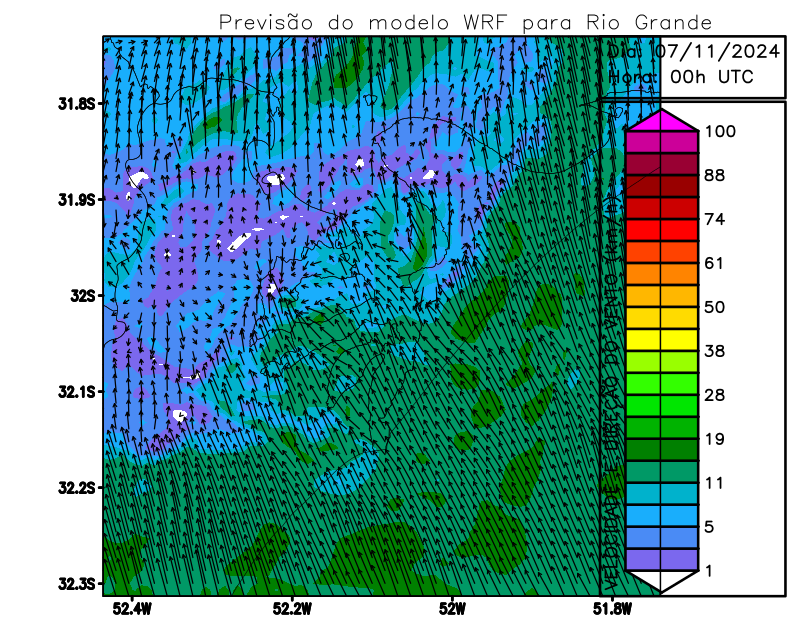 Previsão do modelo WRF para Rio Grande
Dia: 07/11/2024
Hora: 00h UTC
31.8S
31.9S
32S
32.1S
32.2S
32.3S
52.4W
52.2W
52W
51.8W
VELOCIDADE E DIREÇÃO DO VENTO (km/h)
100
88
74
61
50
38
28
19
11
5
1